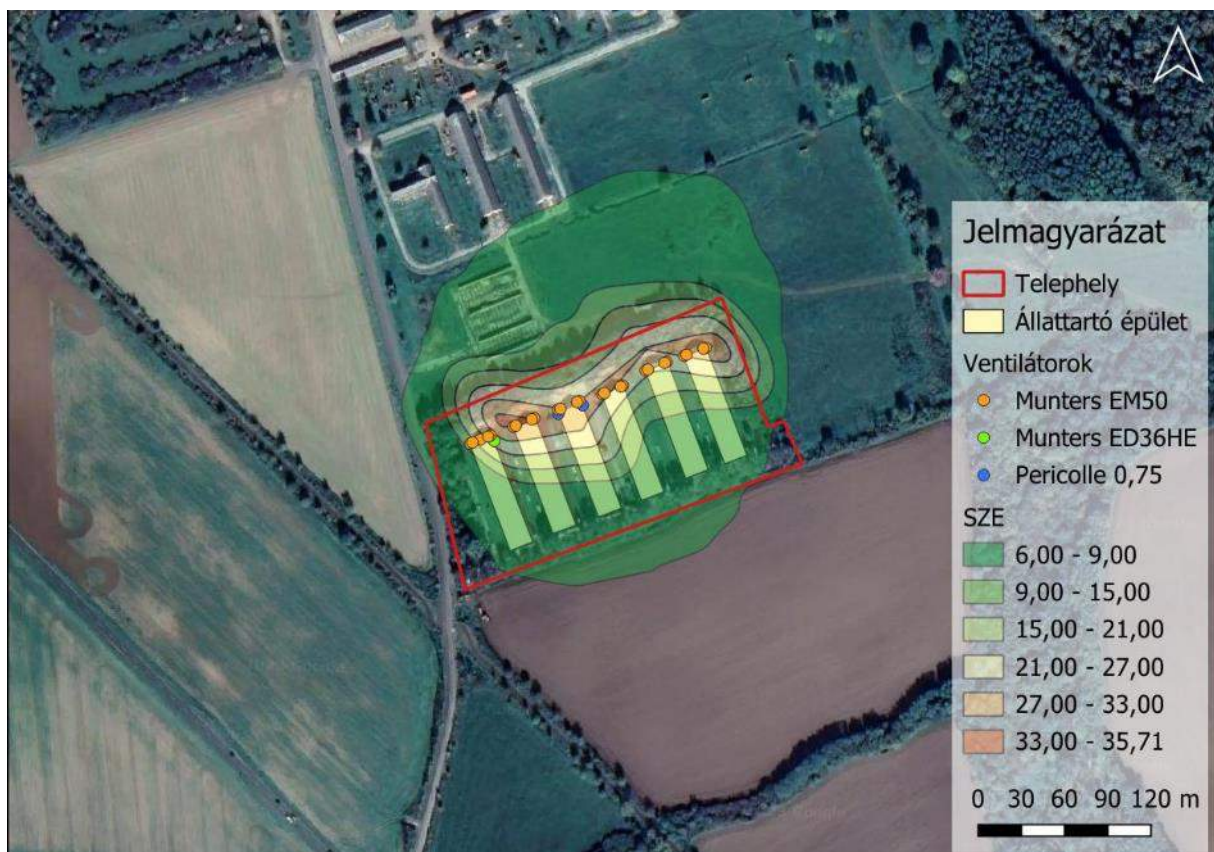 Jelmagyarázat
Telephely
Állattartó épület
Ventilátorok
Munters EM50
Munters ED36HE
Pericolle 0,75
SZE
6,00 - 9,00
9,00 - 15,00
15,00 - 21,00
21,00 - 27,00
27,00 - 33,00
33,00 - 35,71
0 30 60 90 120 m